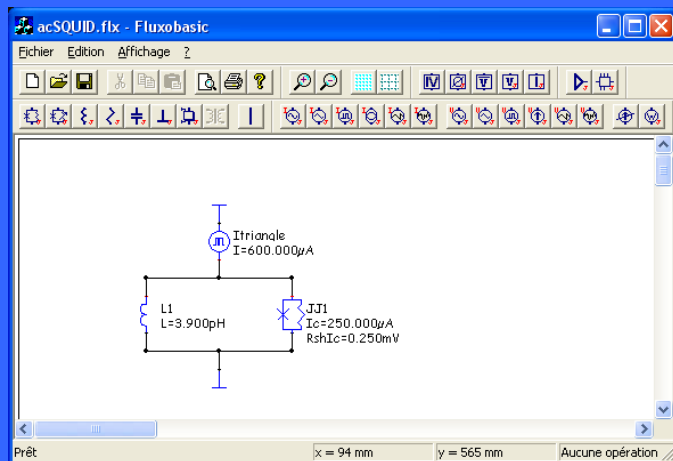 acSQUID.flx - Fluxobasic
Fichier Edition Affichage ?
Itriangle
I=600.000µA
L1
L=3.900pH
JJ1
Ic=250.000µA
RshIc=0.250mV
Prêt x = 94 mm y = 565 mm Aucune opération